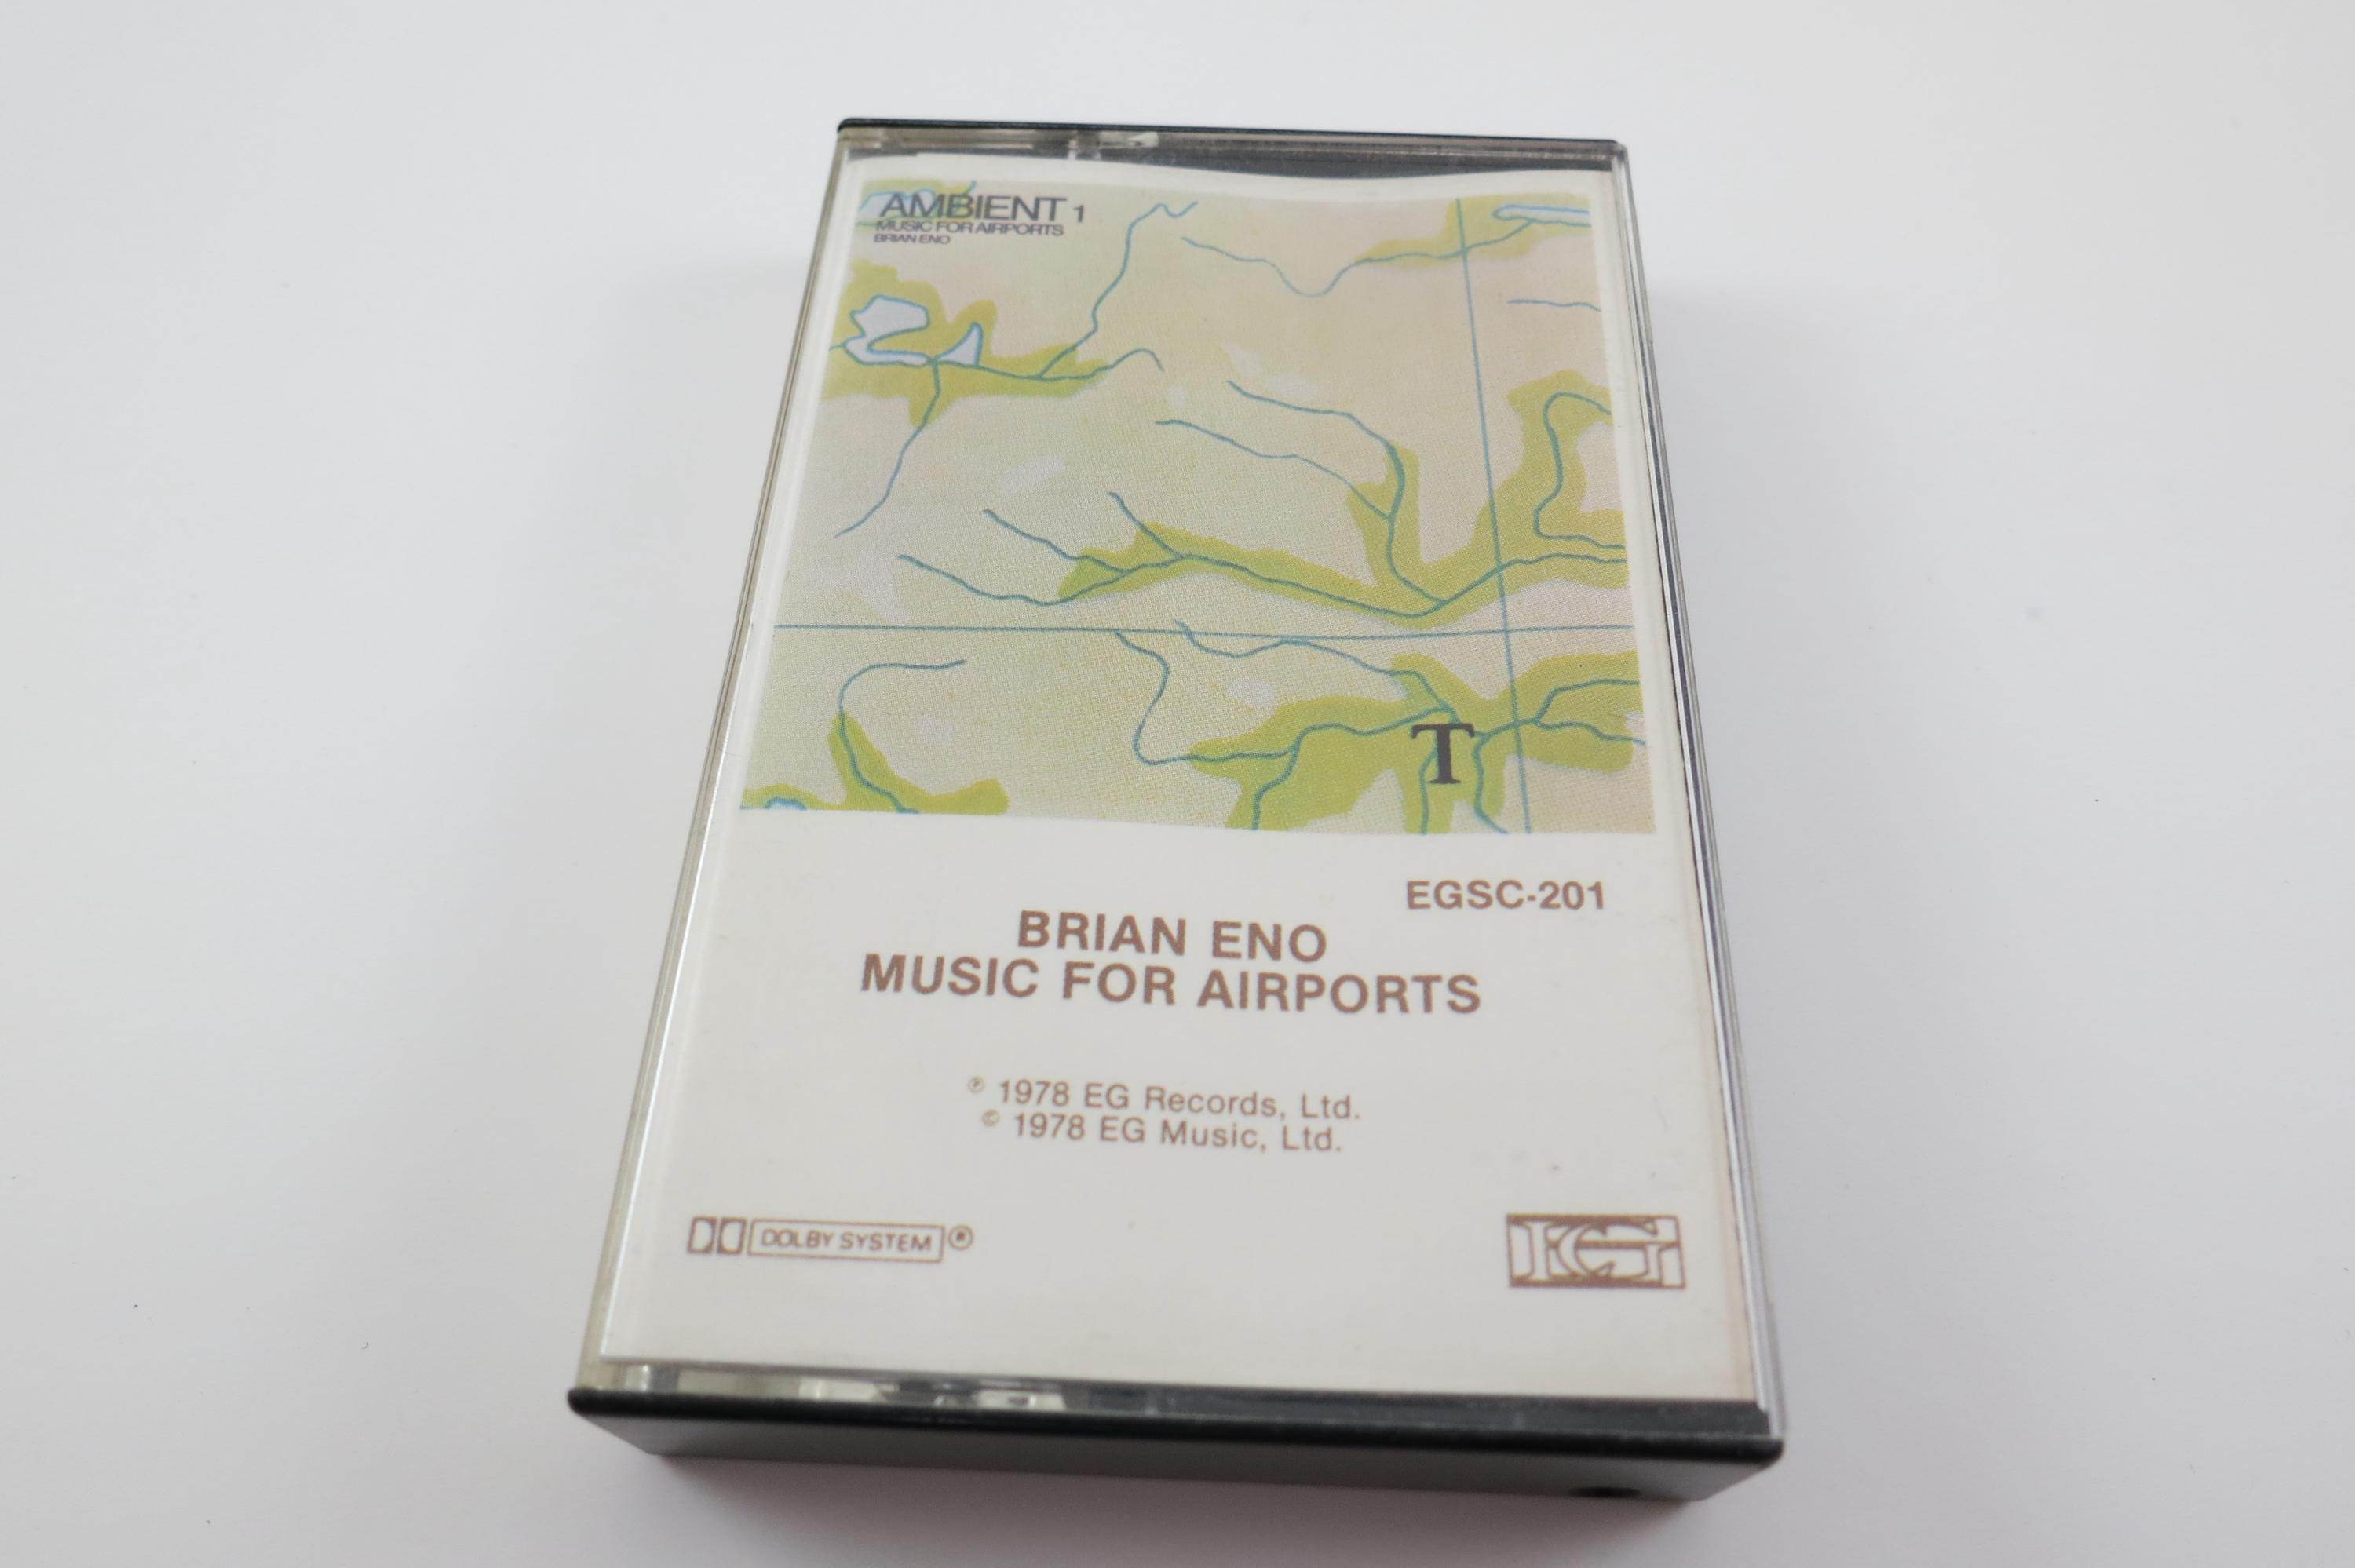 AMBIENT 1
MUSIC FOR AIRPORTS
BRIAN ENO
T
EGSC-201
BRIAN ENO
MUSIC FOR AIRPORTS
℗ 1978 EG Records, Ltd.
© 1978 EG Music, Ltd.
DOLBY SYSTEM ®
EG